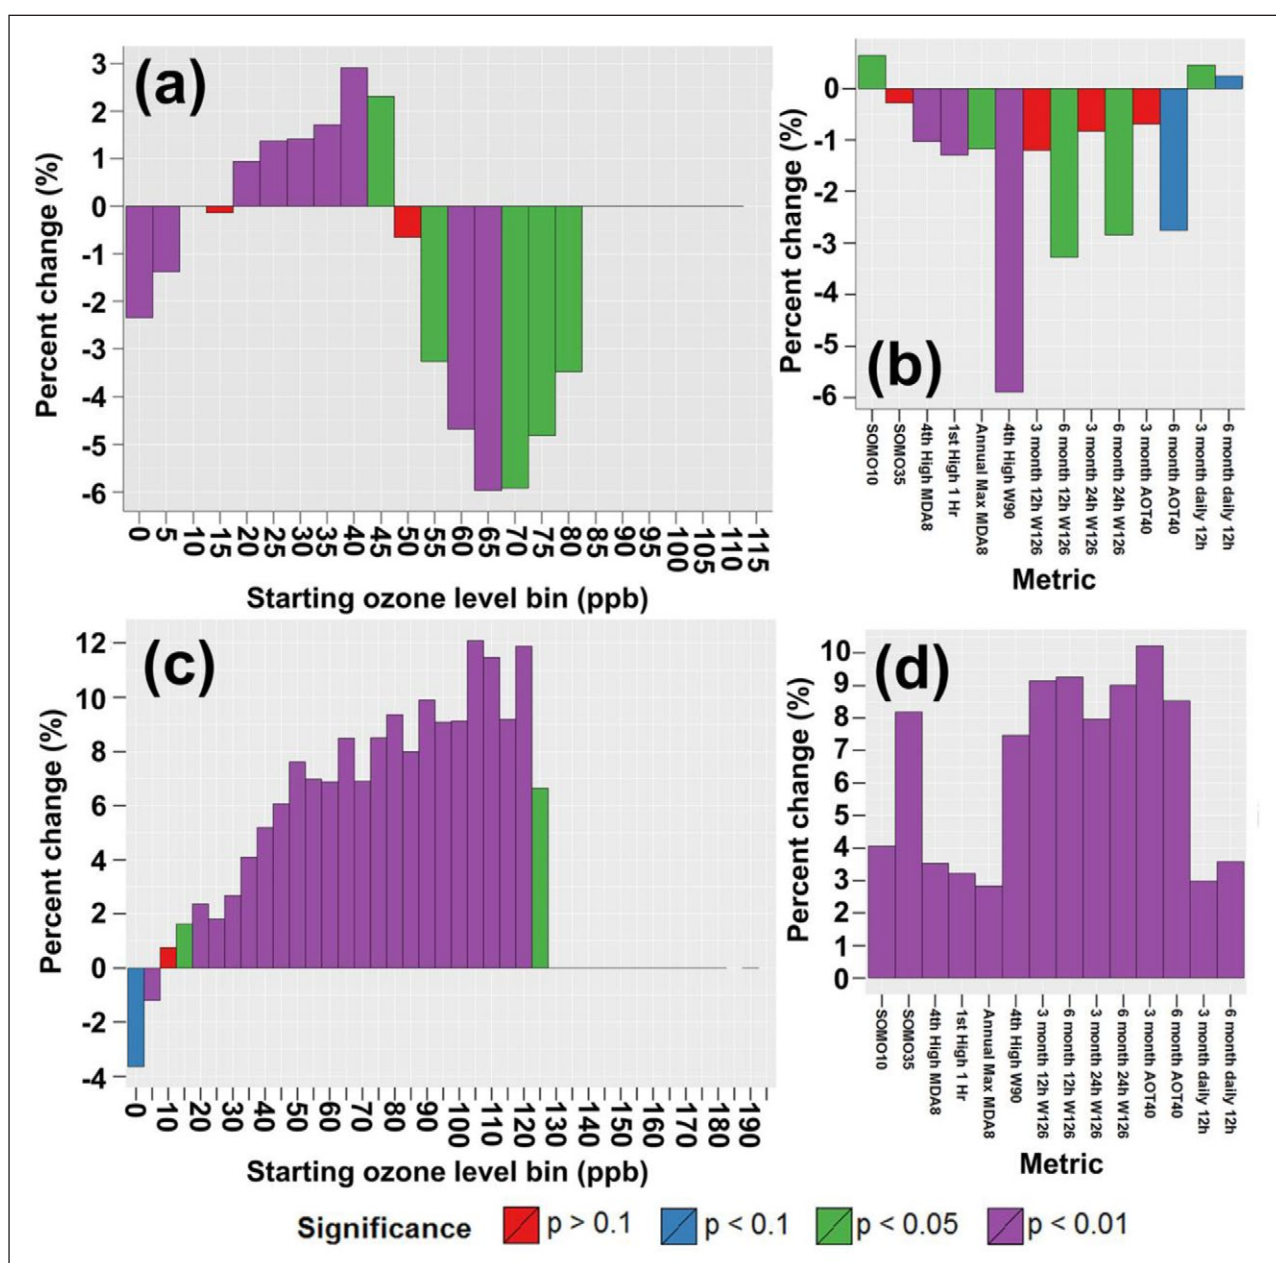 (a)
Percent change (%)
3
2
1
0
-1
-2
-3
-4
-5
-6
0 5 10 15 20 25 30 35 40 45 50 55 60 65 70 75 80 85 90 95 100 105 110 115
Starting ozone level bin (ppb)
(b)
Percent change (%)
0
-1
-2
-3
-4
-5
-6
SOMO10
SOMO35
4th High MDA8
1st High 1 Hr
Annual Max MDA8
4th High W90
3 month 12h W126
6 month 12h W126
3 month 24h W126
6 month 24h W126
3 month AOT40
6 month AOT40
3 month daily 12h
6 month daily 12h
Metric
(c)
Percent change (%)
12
10
8
6
4
2
0
-2
-4
0 10 20 30 40 50 60 70 80 90 100 110 120 130 140 150 160 170 180 190
Starting ozone level bin (ppb)
(d)
Percent change (%)
10
9
8
7
6
5
4
3
2
1
0
SOMO10
SOMO35
4th High MDA8
1st High 1 Hr
Annual Max MDA8
4th High W90
3 month 12h W126
6 month 12h W126
3 month 24h W126
6 month 24h W126
3 month AOT40
6 month AOT40
3 month daily 12h
6 month daily 12h
Metric
Significance p > 0.1 p < 0.1 p < 0.05 p < 0.01